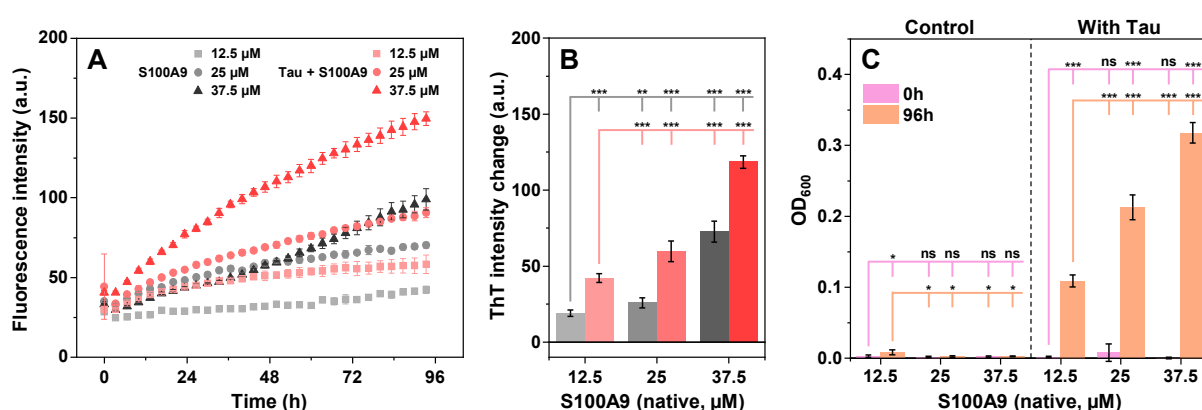 A
S100A9
12.5 µM
25 µM
37.5 µM
Tau + S100A9
12.5 µM
25 µM
37.5 µM
Fluorescence intensity (a.u.)
200
150
100
50
0
0 24 48 72 96
Time (h)
B
ThT intensity change (a.u.)
200
150
100
50
0
*** ** *** *** ***
*** *** *** ***
12.5 25 37.5
S100A9 (native, µM)
Control With Tau
C
0h
96h
OD600
0.4
0.3
0.2
0.1
0.0
* ns ns ns ns
* * * *
*** ns *** ns ***
*** *** *** ***
12.5 25 37.5 12.5 25 37.5
S100A9 (native, µM)